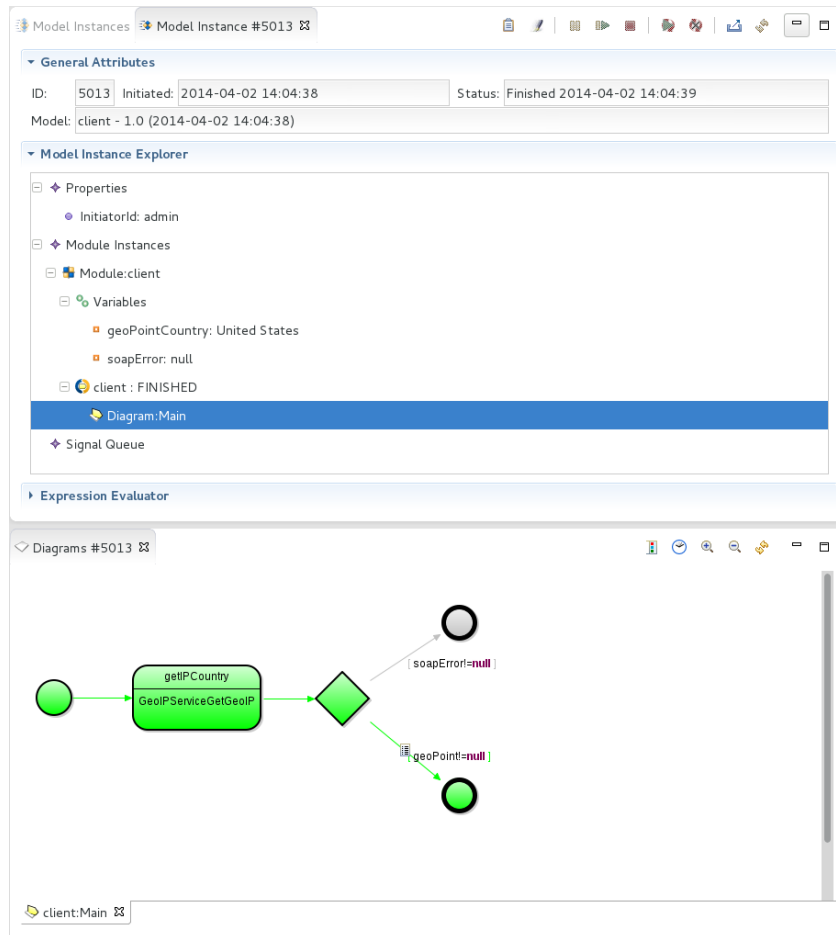 Model Instances Model Instance #5013
General Attributes
ID: 5013 Initiated: 2014-04-02 14:04:38 Status: Finished 2014-04-02 14:04:39
Model: client - 1.0 (2014-04-02 14:04:38)
Model Instance Explorer
Properties
InitiatorId: admin
Module Instances
Module:client
Variables
geoPointCountry: United States
soapError: null
client : FINISHED
Diagram:Main
Signal Queue
Expression Evaluator
Diagrams #5013
[ soapError!=null ]
getIPCountry
GeoIPServiceGetGeoIP
[ geoPoint!=null ]
client:Main